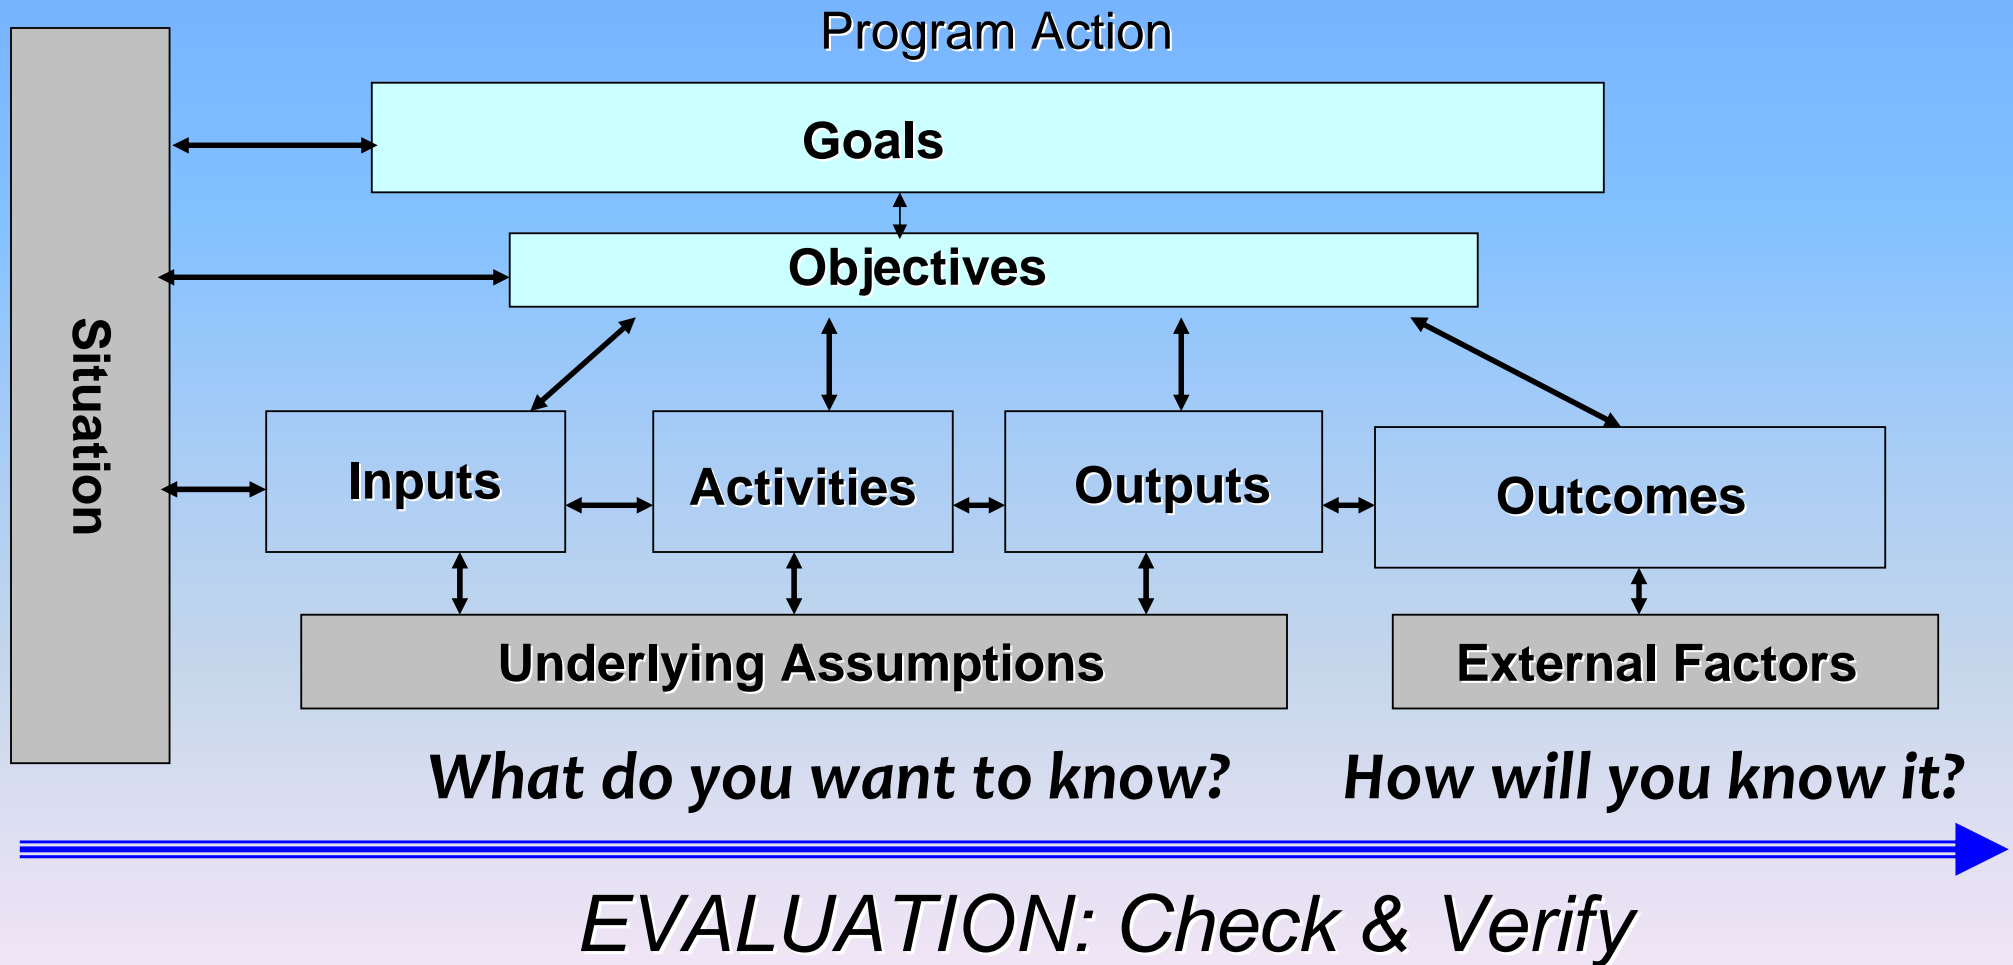 Program Action
Goals
Objectives
Situation
Inputs
Activities
Outputs
Outcomes
Underlying Assumptions
External Factors
What do you want to know?
How will you know it?
EVALUATION: Check & Verify